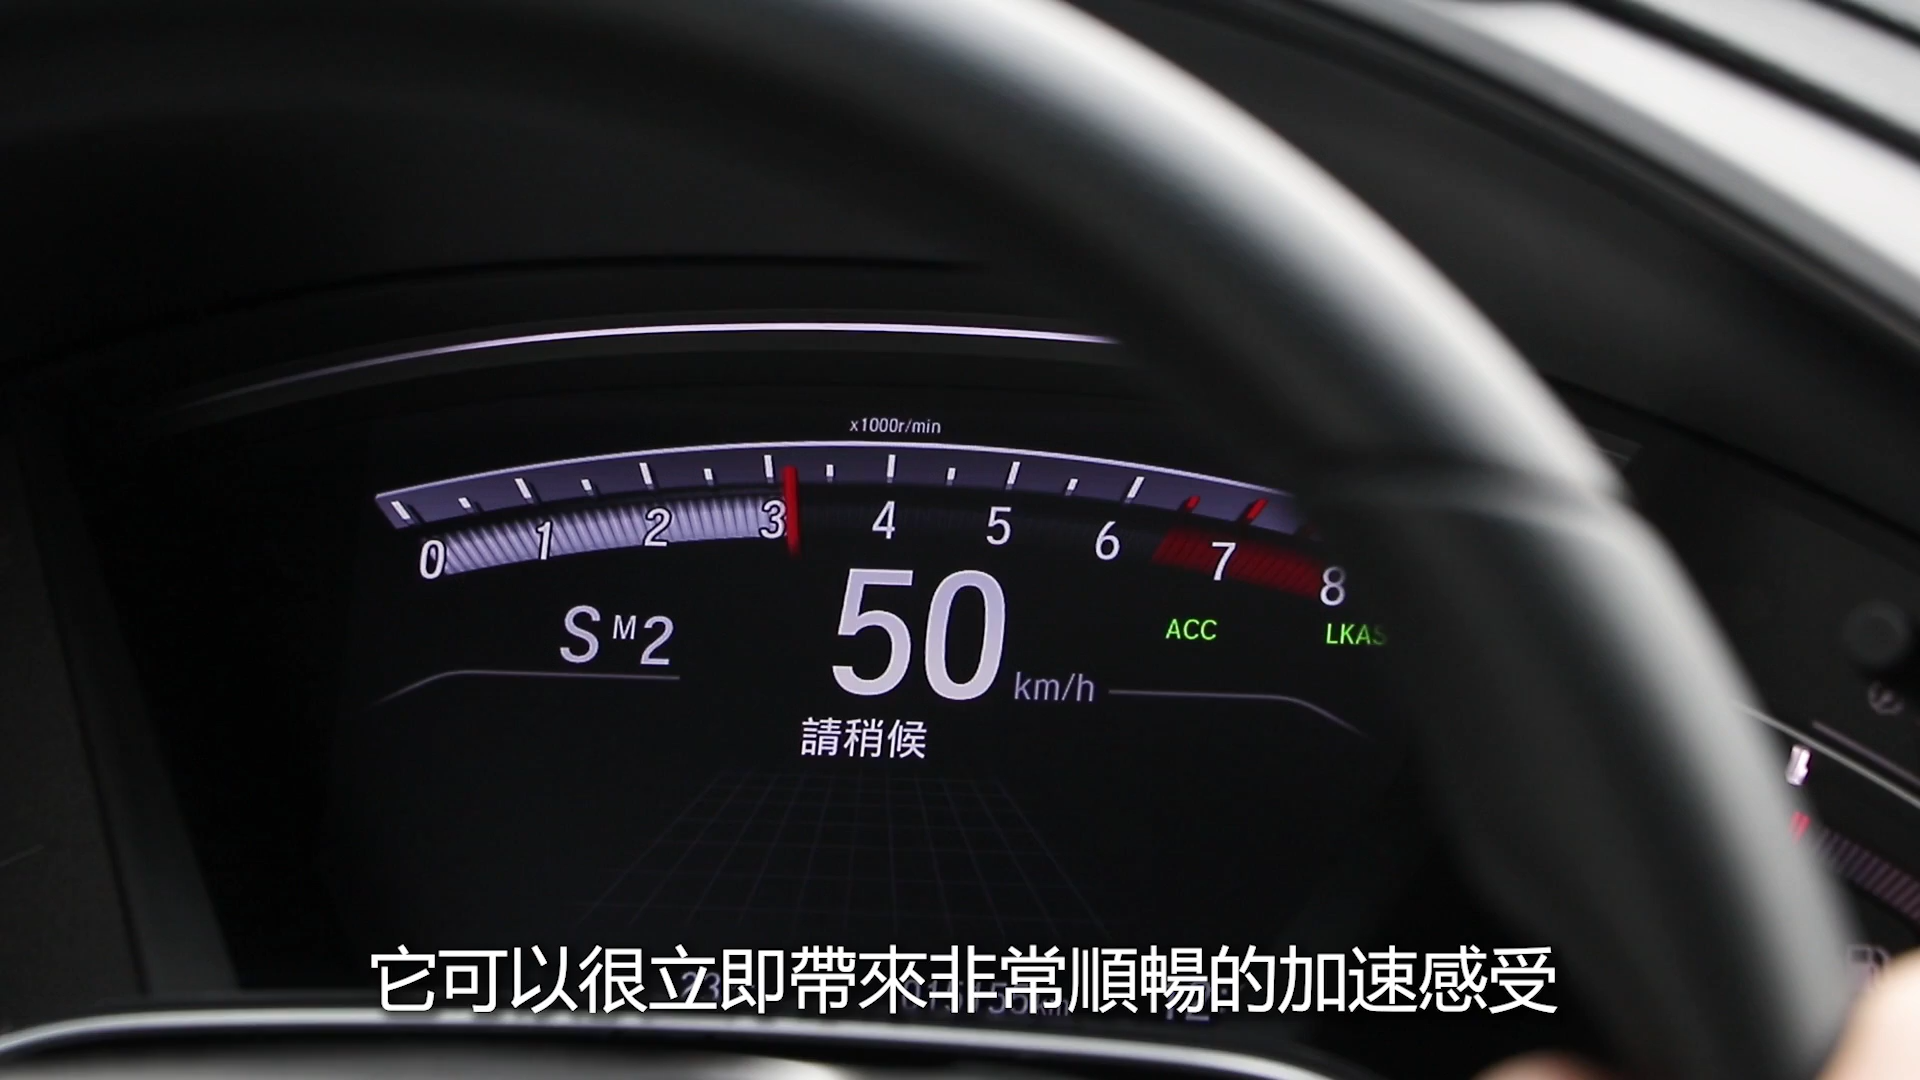 x1000r/min
0 1 2 3 4 5 6 7 8
S M 2
50 km/h
ACC
LKAS
請稍候
它可以很立即帶來非常順暢的加速感受